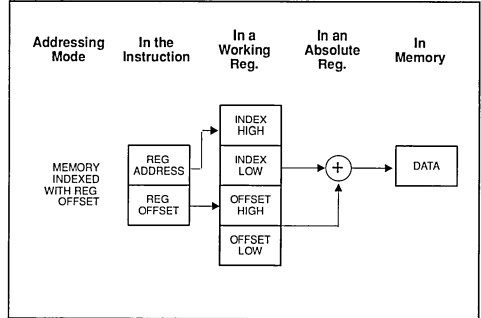 Addressing
Mode
In the
Instruction
In a
Working
Reg.
In an
Absolute
Reg.
In
Memory
MEMORY
INDEXED
WITH REG
OFFSET
REG
ADDRESS
REG
OFFSET
INDEX
HIGH
INDEX
LOW
OFFSET
HIGH
OFFSET
LOW
+
DATA